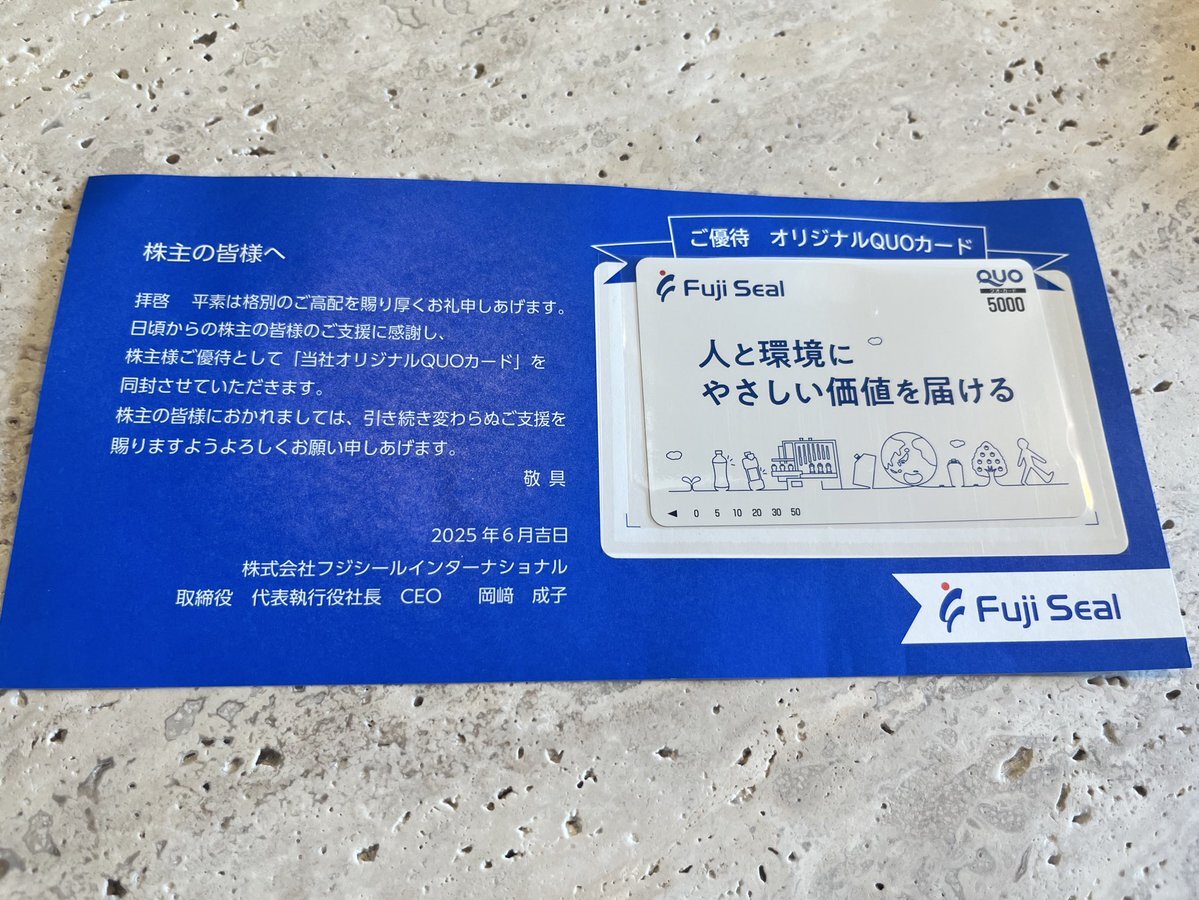 株主の皆様へ
拝啓　平素は格別のご高配を賜り厚くお礼申しあげます。
日頃からの株主の皆様のご支援に感謝し、
株主様ご優待として「当社オリジナルQUOカード」を
同封させていただきます。
株主の皆様におかれましては、引き続き変わらぬご支援を
賜りますようよろしくお願い申しあげます。
敬具
2025年6月吉日
株式会社フジシールインターナショナル
取締役　代表執行役社長　CEO　岡﨑　成子
ご優待　オリジナルQUOカード
Fuji Seal
QUO
クオ・カード
5000
人と環境に
やさしい価値を届ける
◀ 0 5 10 20 30 50
Fuji Seal